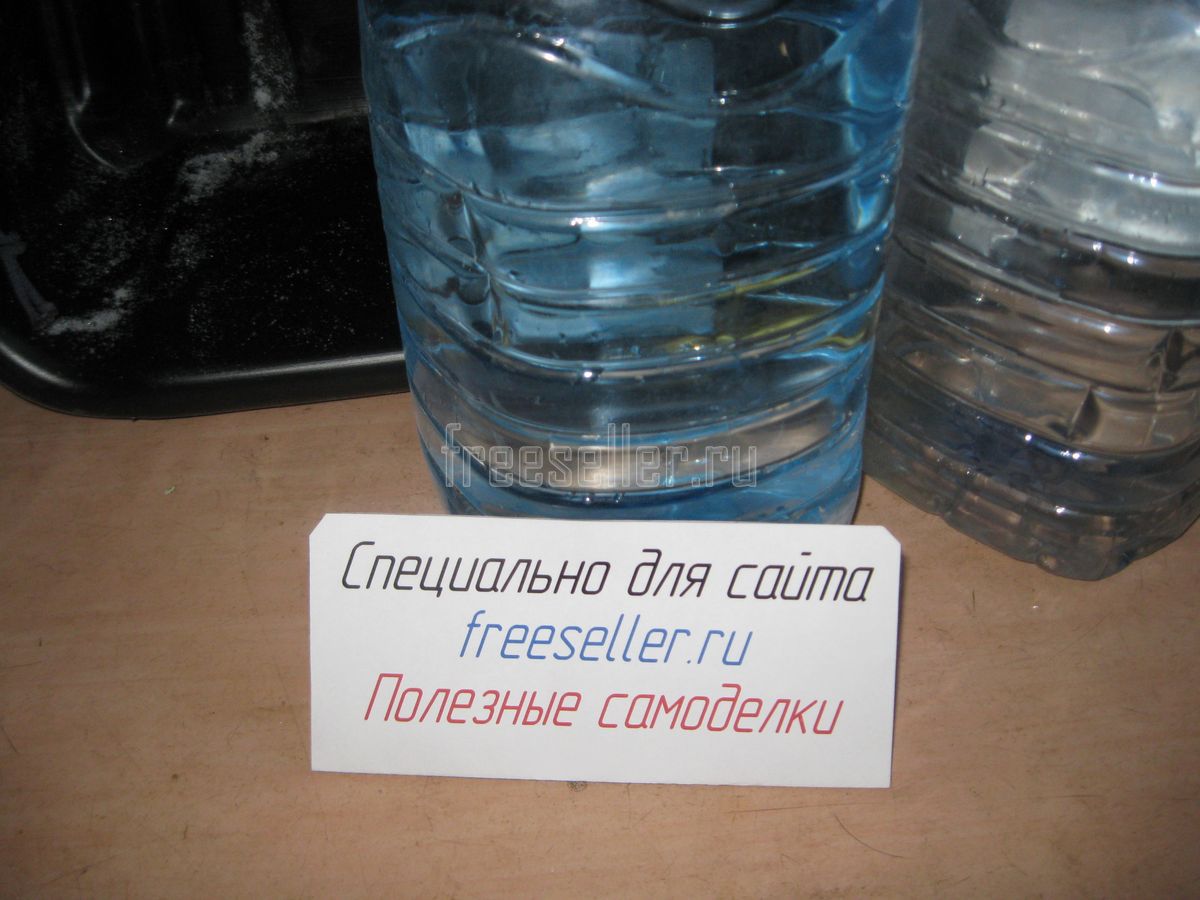 freeseller.ru
Специально для сайта
freeseller.ru
Полезные самоделки